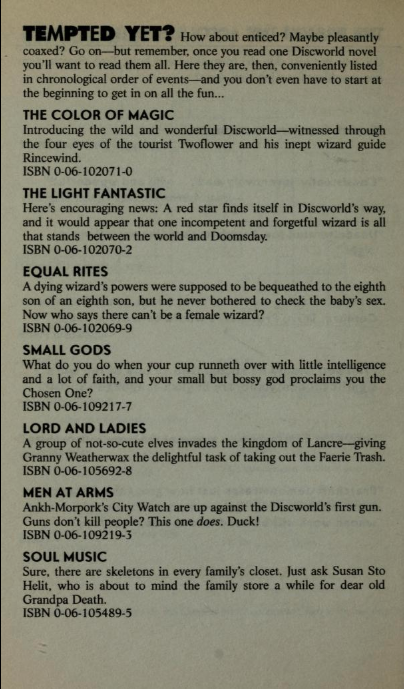 TEMPTED YET? How about enticed? Maybe pleasantly
coaxed? Go on—but remember, once you read one Discworld novel
you'll want to read them all. Here they are, then, conveniently listed
in chronological order of events—and you don't even have to start at
the beginning to get in on all the fun...
THE COLOR OF MAGIC
Introducing the wild and wonderful Discworld—witnessed through
the four eyes of the tourist Twoflower and his inept wizard guide
Rincewind.
ISBN 0-06-102071-0
THE LIGHT FANTASTIC
Here's encouraging news: A red star finds itself in Discworld's way,
and it would appear that one incompetent and forgetful wizard is all
that stands between the world and Doomsday.
ISBN 0-06-102070-2
EQUAL RITES
A dying wizard's powers were supposed to be bequeathed to the eighth
son of an eighth son, but he never bothered to check the baby's sex.
Now who says there can't be a female wizard?
ISBN 0-06-102069-9
SMALL GODS
What do you do when your cup runneth over with little intelligence
and a lot of faith, and your small but bossy god proclaims you the
Chosen One?
ISBN 0-06-109217-7
LORD AND LADIES
A group of not-so-cute elves invades the kingdom of Lancre—giving
Granny Weatherwax the delightful task of taking out the Faerie Trash.
ISBN 0-06-105692-8
MEN AT ARMS
Ankh-Morpork's City Watch are up against the Discworld's first gun.
Guns don't kill people? This one does. Duck!
ISBN 0-06-109219-3
SOUL MUSIC
Sure, there are skeletons in every family's closet. Just ask Susan Sto
Helit, who is about to mind the family store a while for dear old
Grandpa Death.
ISBN 0-06-105489-5